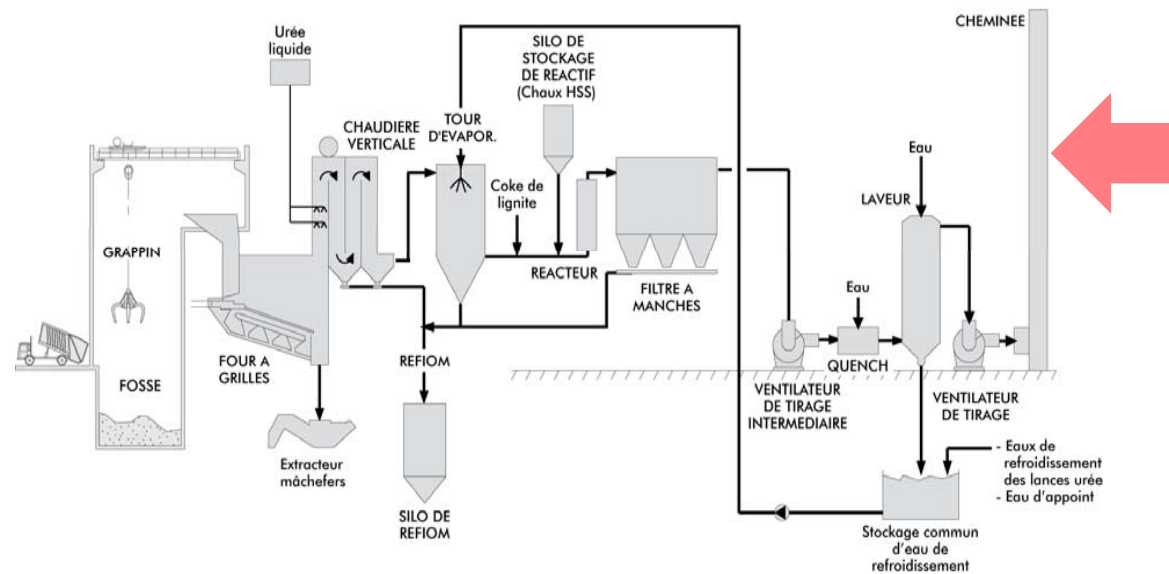 CHEMINEE
Urée
liquide
SILO DE
STOCKAGE
DE REACTIF
(Chaux HSS)
CHAUDIERE
VERTICALE
TOUR
D'EVAPOR.
Coke de
lignite
Eau
LAVEUR
GRAPPIN
REACTEUR
FILTRE A
MANCHES
Eau
FOUR A
GRILLES
FOSSE
REFIOM
QUENCH
VENTILATEUR
DE TIRAGE
INTERMEDIAIRE
VENTILATEUR
DE TIRAGE
Extracteur
mâchefers
SILO DE
REFIOM
- Eaux de
refroidissement
des lances urée
- Eau d'appoint
Stockage commun
d'eau de
refroidissement